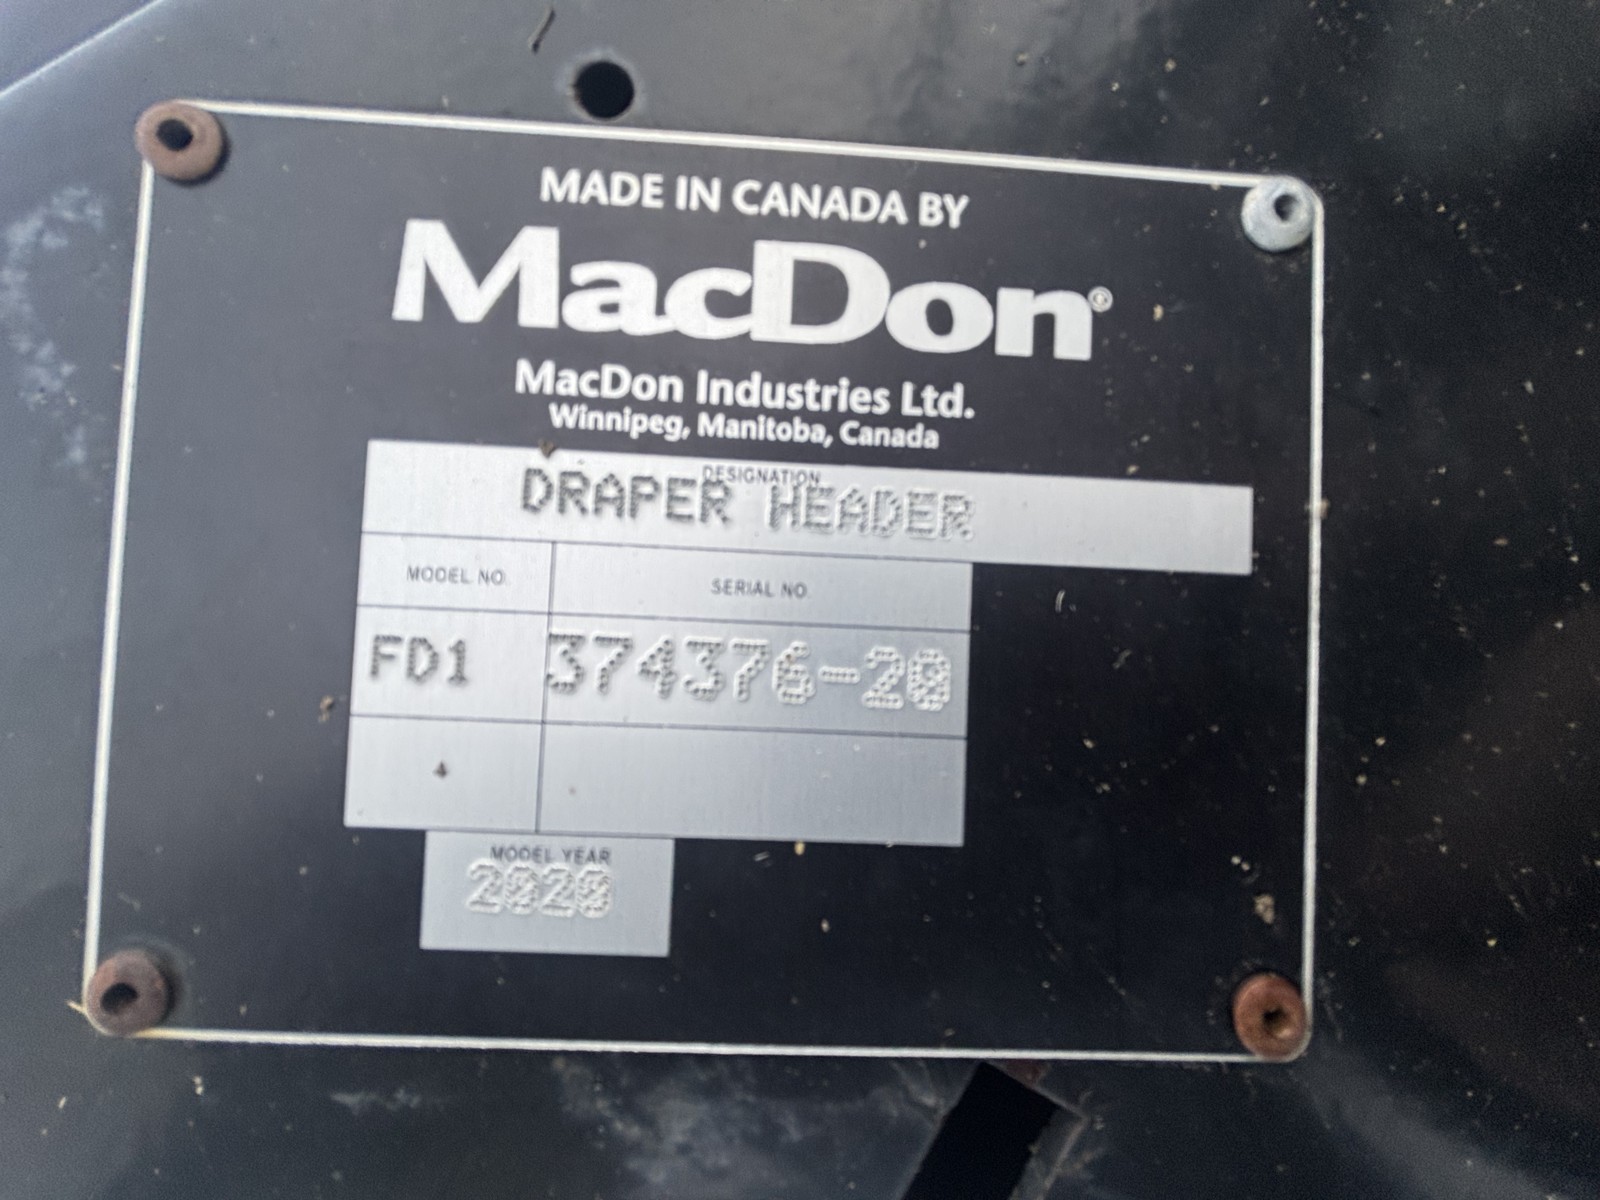 MADE IN CANADA BY
MacDon®
MacDon Industries Ltd.
Winnipeg, Manitoba, Canada
DESIGNATION
DRAPER HEADER
MODEL NO. SERIAL NO.
FD1 374376-20
MODEL YEAR
2020